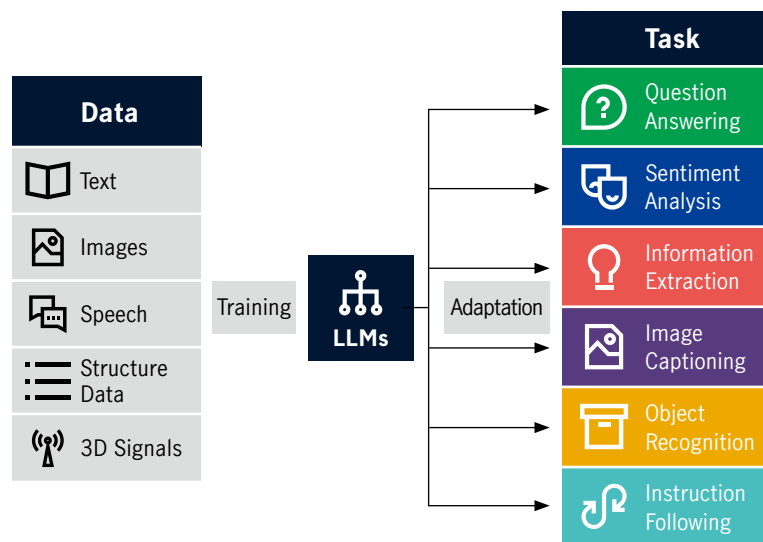 Data
Text
Images
Speech
Structure
Data
3D Signals
Training
LLMs
Adaptation
Task
Question
Answering
Sentiment
Analysis
Information
Extraction
Image
Captioning
Object
Recognition
Instruction
Following